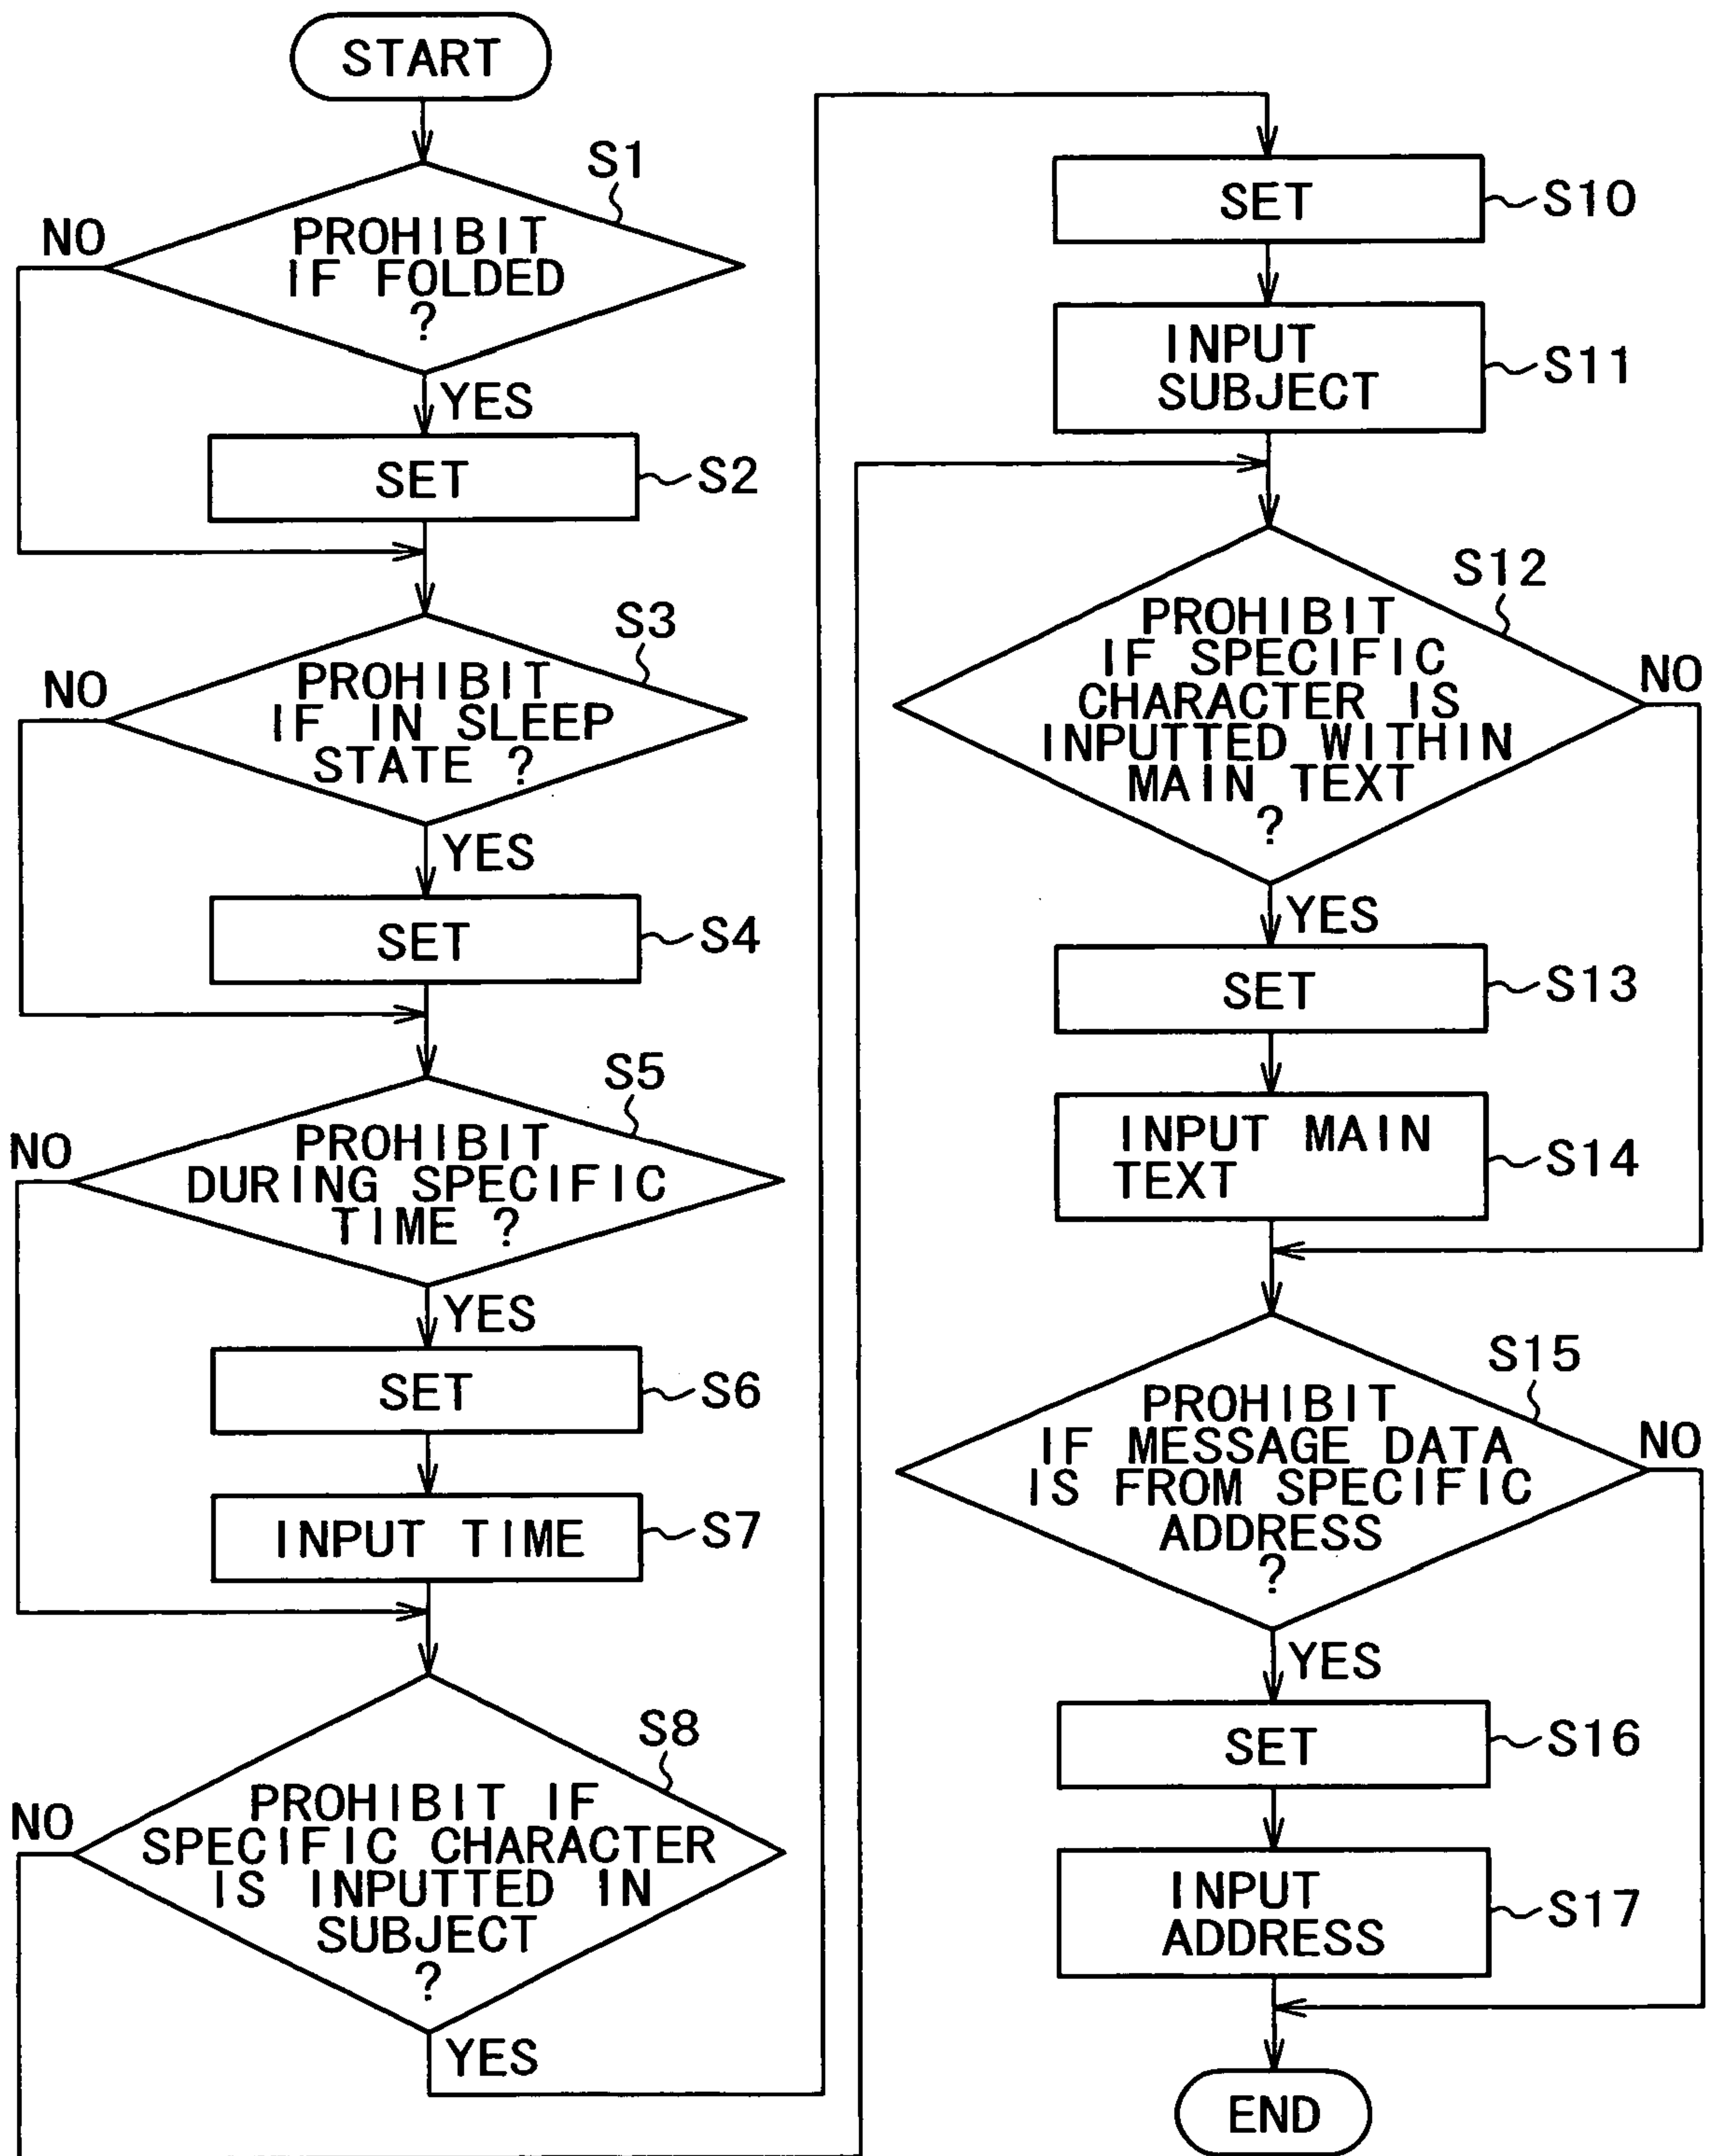 START
S1
PROHIBIT
IF FOLDED
?
NO
YES
SET
S2
S3
PROHIBIT
IF IN SLEEP
STATE ?
NO
YES
SET
S4
S5
PROHIBIT
DURING SPECIFIC
TIME ?
NO
YES
SET
S6
INPUT TIME
S7
S8
PROHIBIT IF
SPECIFIC CHARACTER
IS INPUTTED IN
SUBJECT
?
NO
YES
SET
S10
INPUT
SUBJECT
S11
S12
PROHIBIT
IF SPECIFIC
CHARACTER IS
INPUTTED WITHIN
MAIN TEXT
?
NO
YES
SET
S13
INPUT MAIN
TEXT
S14
S15
PROHIBIT
IF MESSAGE DATA
IS FROM SPECIFIC
ADDRESS
?
NO
YES
SET
S16
INPUT
ADDRESS
S17
END